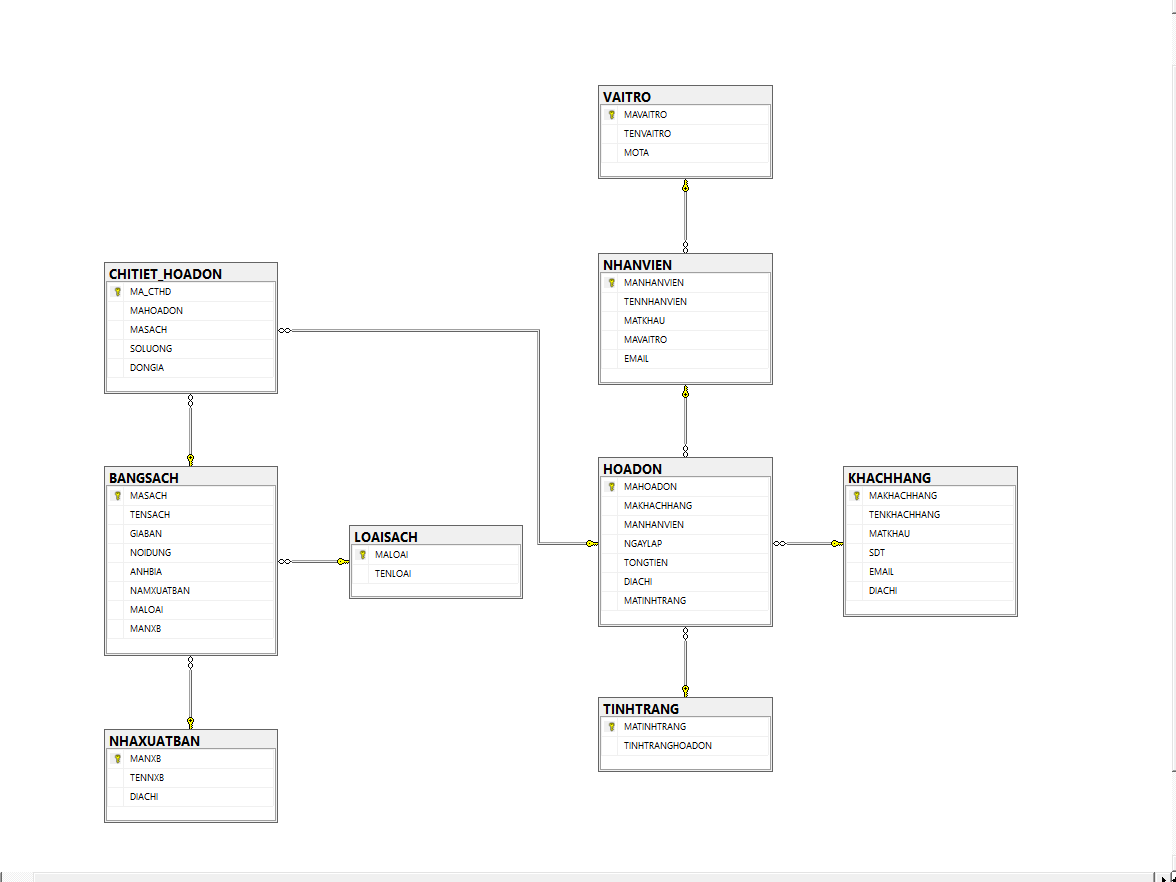 VAITRO
MAVAITRO
TENVAITRO
MOTA
CHITIET_HOADON
MA_CTHD
MAHOADON
MASACH
SOLUONG
DONGIA
NHANVIEN
MANHANVIEN
TENNHANVIEN
MATKHAU
MAVAITRO
EMAIL
BANGSACH
MASACH
TENSACH
GIABAN
NOIDUNG
ANHBIA
NAMXUATBAN
MALOAI
MANXB
LOAISACH
MALOAI
TENLOAI
HOADON
MAHOADON
MAKHACHHANG
MANHANVIEN
NGAYLAP
TONGTIEN
DIACHI
MATINHTRANG
KHACHHANG
MAKHACHHANG
TENKHACHHANG
MATKHAU
SDT
EMAIL
DIACHI
NHAXUATBAN
MANXB
TENNXB
DIACHI
TINHTRANG
MATINHTRANG
TINHTRANGHOADON